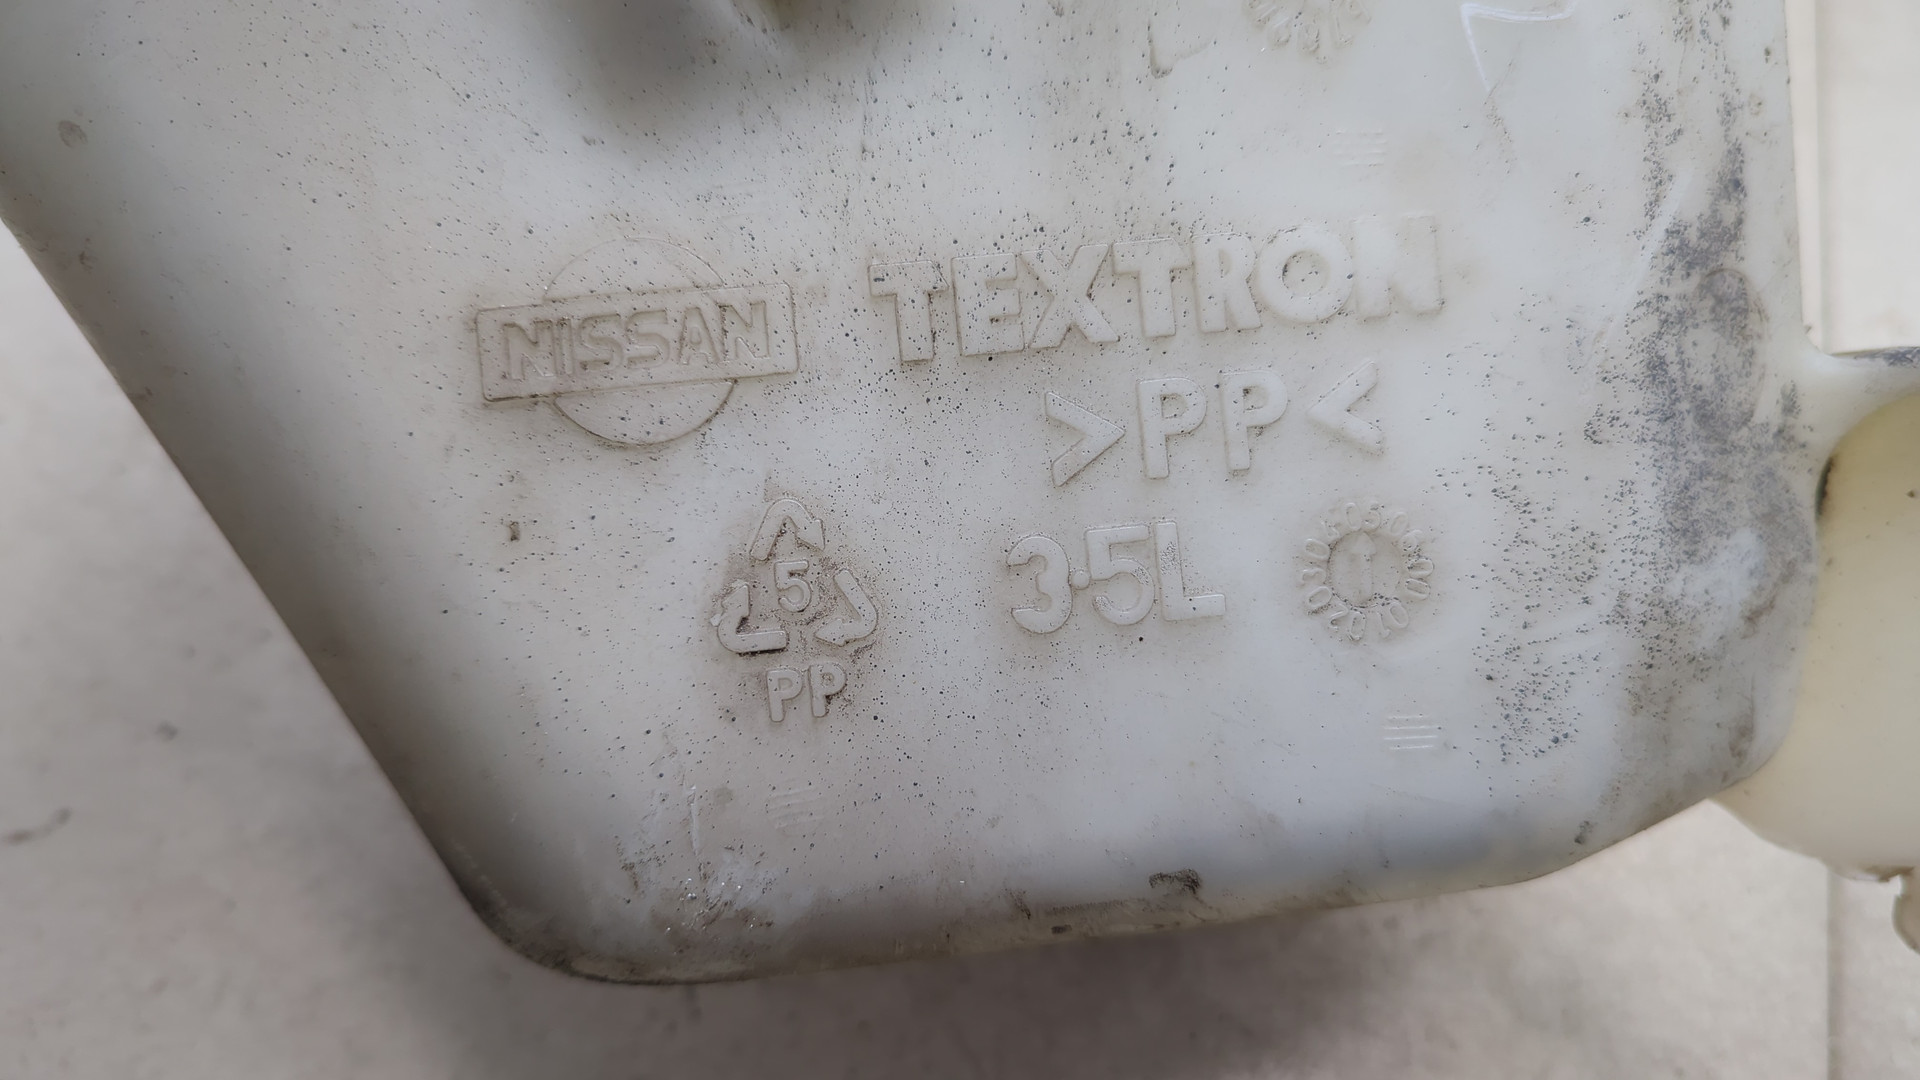 NISSAN TEXTRON
>PP<
5
3·5L
PP